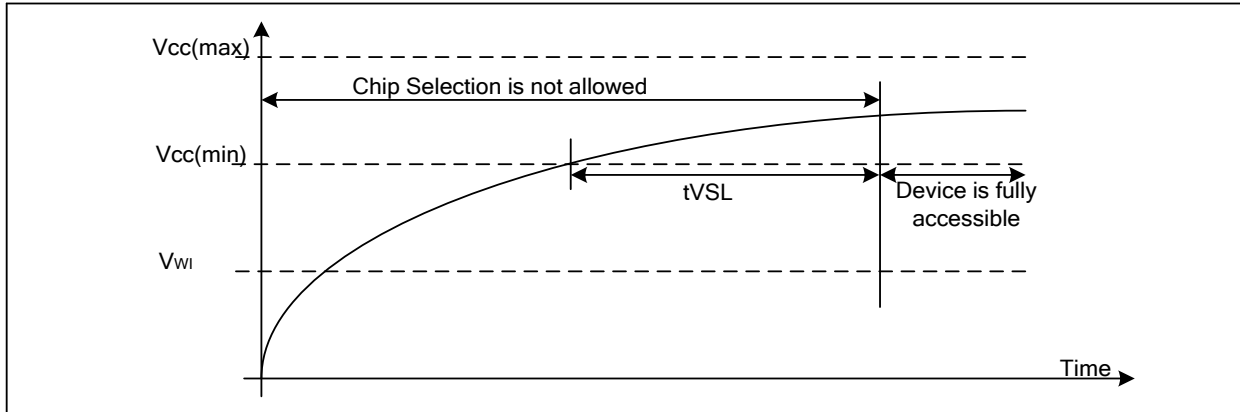 Vcc(max)
Chip Selection is not allowed
Vcc(min)
tVSL
Device is fully
accessible
VWI
Time